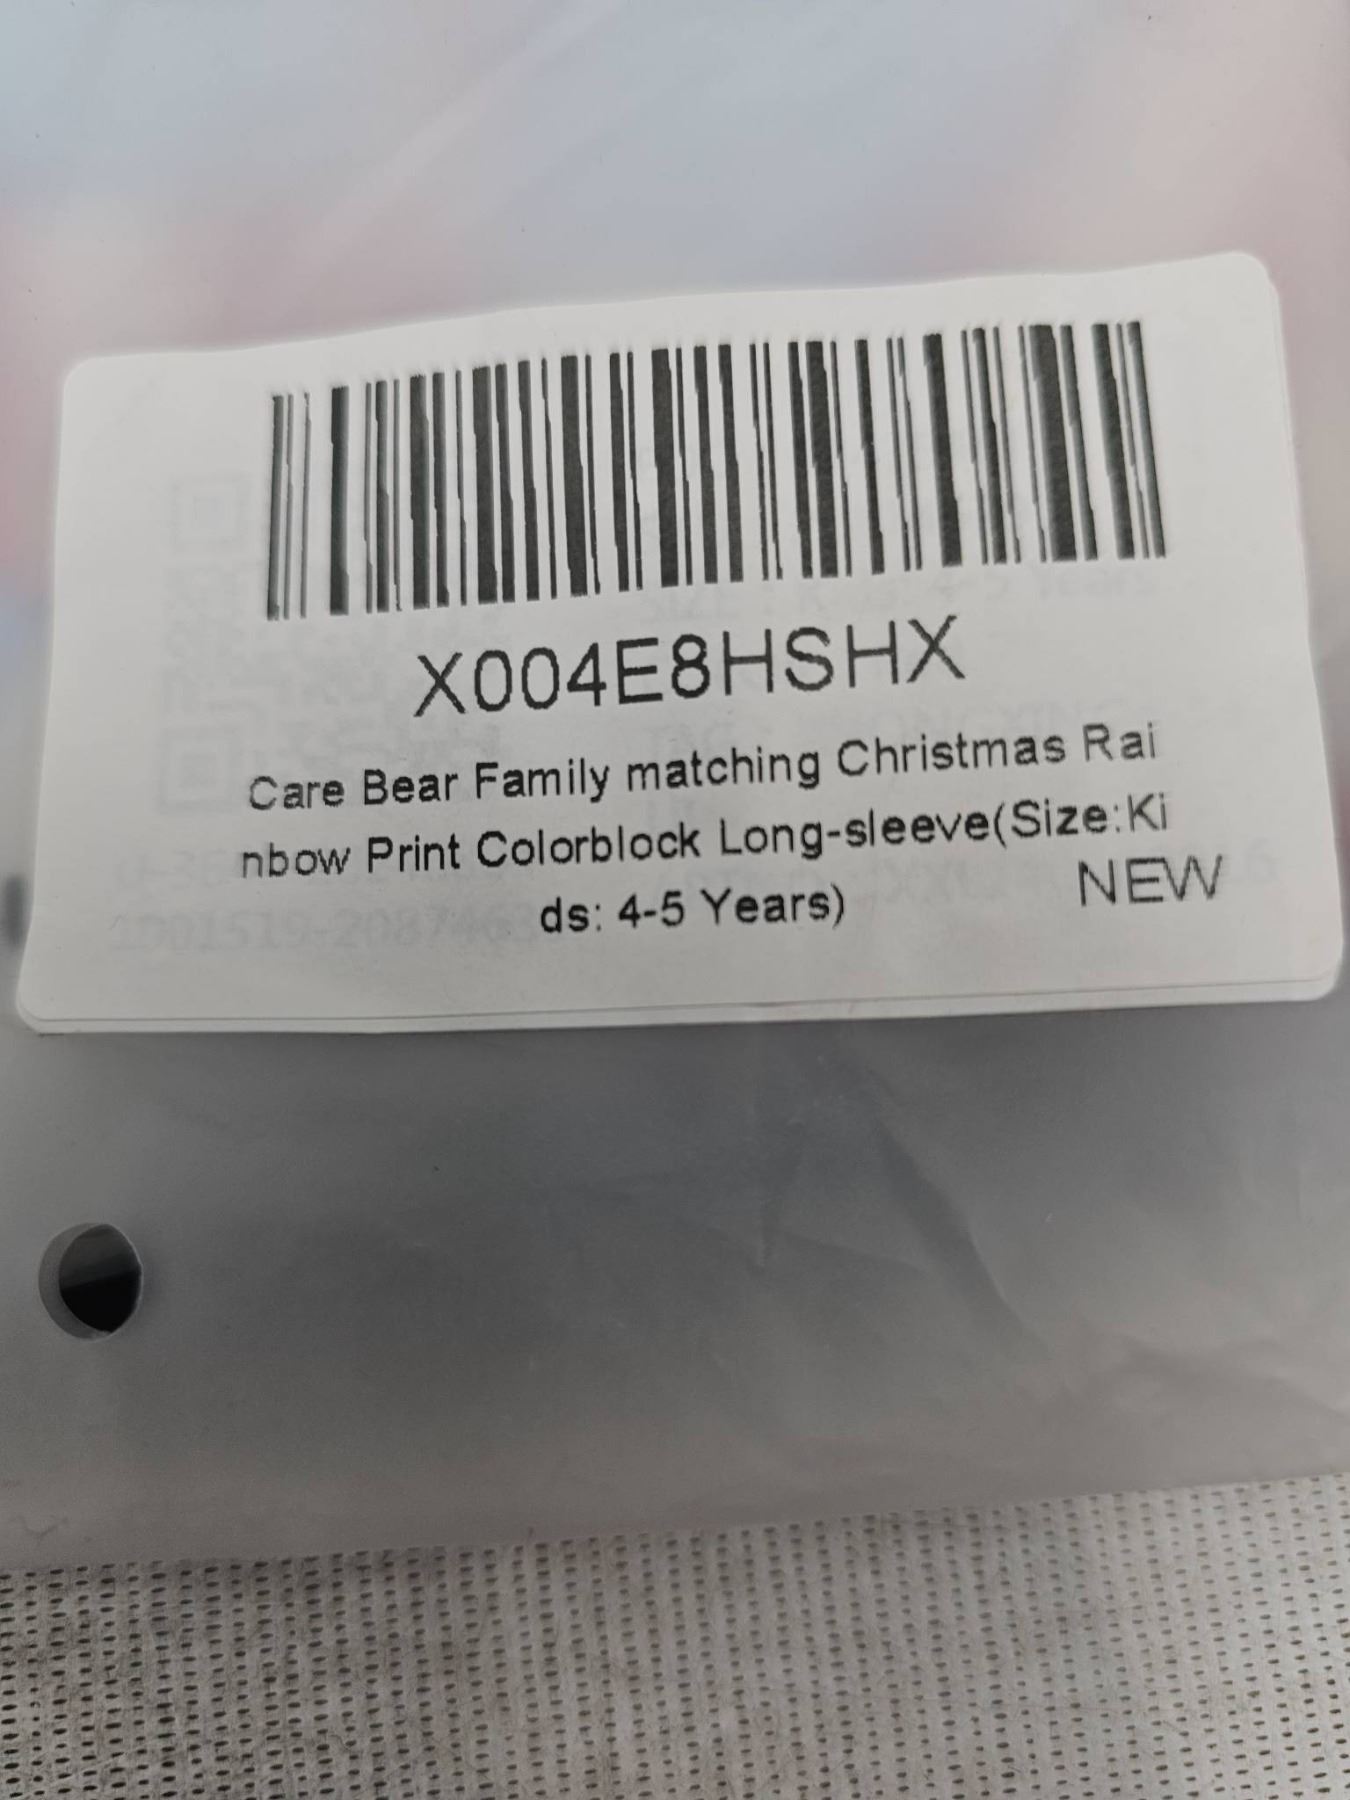 X004E8HSHX
Care Bear Family matching Christmas Rai
nbow Print Colorblock Long-sleeve(Size:Ki
ds: 4-5 Years)
NEW